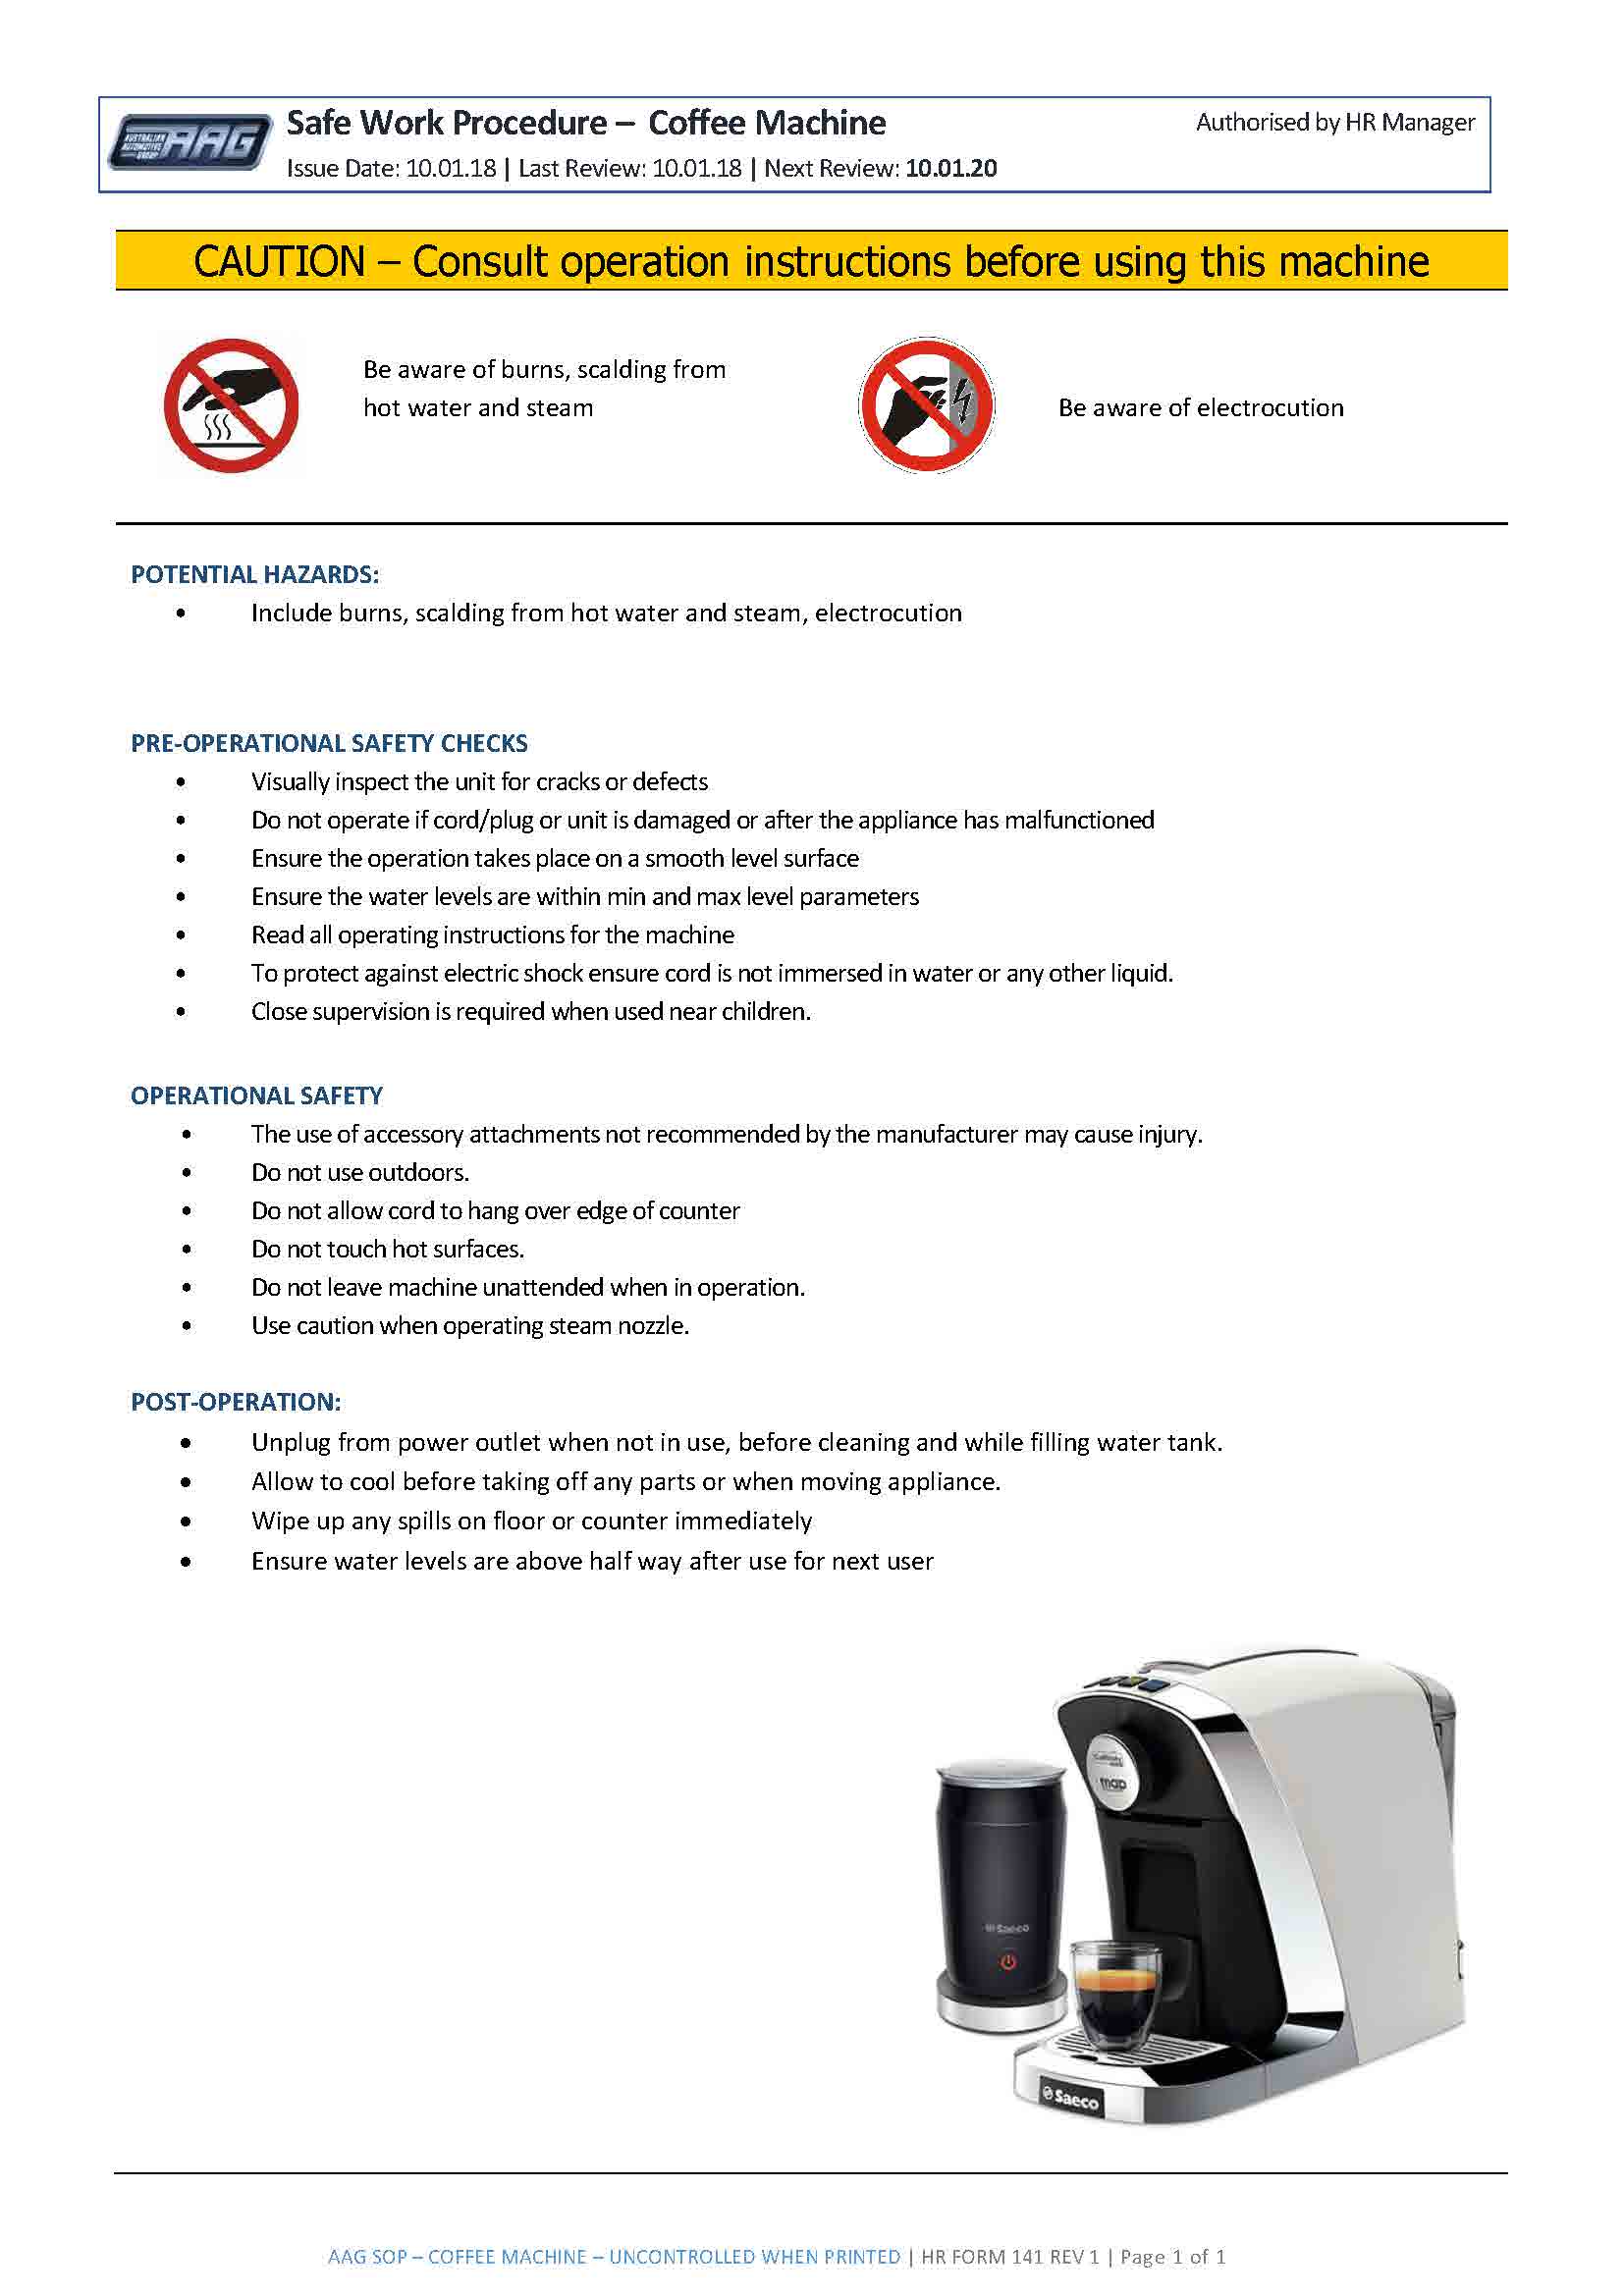 AUSTRALIAN
AUTOMOTIVE
GROUP
AAG
Safe Work Procedure – Coffee Machine
Authorised by HR Manager
Issue Date: 10.01.18 | Last Review: 10.01.18 | Next Review: 10.01.20
CAUTION – Consult operation instructions before using this machine
Be aware of burns, scalding from
hot water and steam
Be aware of electrocution
POTENTIAL HAZARDS:
• Include burns, scalding from hot water and steam, electrocution
PRE-OPERATIONAL SAFETY CHECKS
• Visually inspect the unit for cracks or defects
• Do not operate if cord/plug or unit is damaged or after the appliance has malfunctioned
• Ensure the operation takes place on a smooth level surface
• Ensure the water levels are within min and max level parameters
• Read all operating instructions for the machine
• To protect against electric shock ensure cord is not immersed in water or any other liquid.
• Close supervision is required when used near children.
OPERATIONAL SAFETY
• The use of accessory attachments not recommended by the manufacturer may cause injury.
• Do not use outdoors.
• Do not allow cord to hang over edge of counter
• Do not touch hot surfaces.
• Do not leave machine unattended when in operation.
• Use caution when operating steam nozzle.
POST-OPERATION:
• Unplug from power outlet when not in use, before cleaning and while filling water tank.
• Allow to cool before taking off any parts or when moving appliance.
• Wipe up any spills on floor or counter immediately
• Ensure water levels are above half way after use for next user
map
Saeco
Saeco
AAG SOP – COFFEE MACHINE – UNCONTROLLED WHEN PRINTED | HR FORM 141 REV 1 | Page 1 of 1